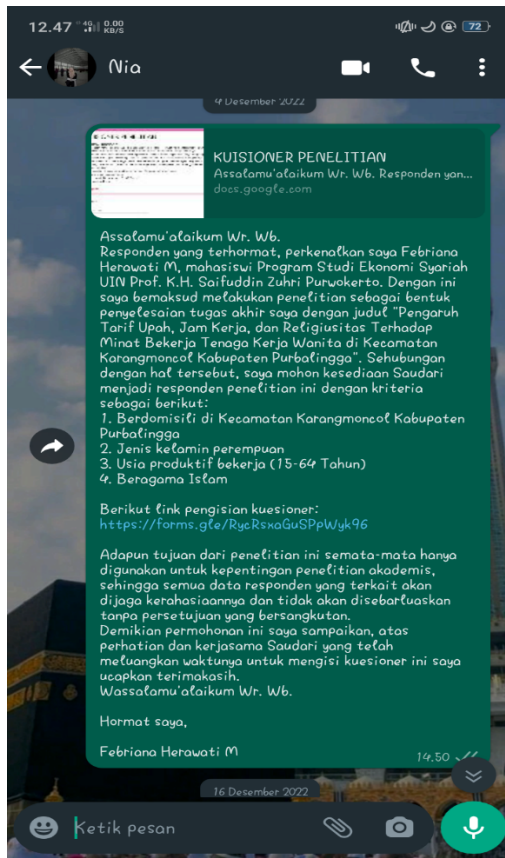 12.47
4G
0.00
KB/S
72
Nia
4 Desember 2022
KUISIONER PENELITIAN
Assalamu'alaikum Wr. Wb. Responden yan...
docs.google.com
Assalamu'alaikum Wr. Wb.
Responden yang terhormat, perkenalkan saya Febriana
Herawati M, mahasiswi Program Studi Ekonomi Syariah
UIN Prof. K.H. Saifuddin Zuhri Purwokerto. Dengan ini
saya bermaksud melakukan penelitian sebagai bentuk
penyelesaian tugas akhir saya dengan judul "Pengaruh
Tarif Upah, Jam Kerja, dan Religiusitas Terhadap
Minat Bekerja Tenaga Kerja Wanita di Kecamatan
Karangmoncol Kabupaten Purbalingga". Sehubungan
dengan hal tersebut, saya mohon kesediaan Saudari
menjadi responden penelitian ini dengan kriteria
sebagai berikut:
1. Berdomisili di Kecamatan Karangmoncol Kabupaten
Purbalingga
2. Jenis kelamin perempuan
3. Usia produktif bekerja (15-64 Tahun)
4. Beragama Islam
Berikut link pengisian kuesioner:
https://forms.gle/RycRsxaGuSPpWyk96
Adapun tujuan dari penelitian ini semata-mata hanya
digunakan untuk kepentingan penelitian akademis,
sehingga semua data responden yang terkait akan
dijaga kerahasiaannya dan tidak akan disebarluaskan
tanpa persetujuan yang bersangkutan.
Demikian permohonan ini saya sampaikan, atas
perhatian dan kerjasama Saudari yang telah
meluangkan waktunya untuk mengisi kuesioner ini saya
ucapkan terimakasih.
Wassalamu'alaikum Wr. Wb.
Hormat saya,
Febriana Herawati M
14.50
16 Desember 2022
Ketik pesan